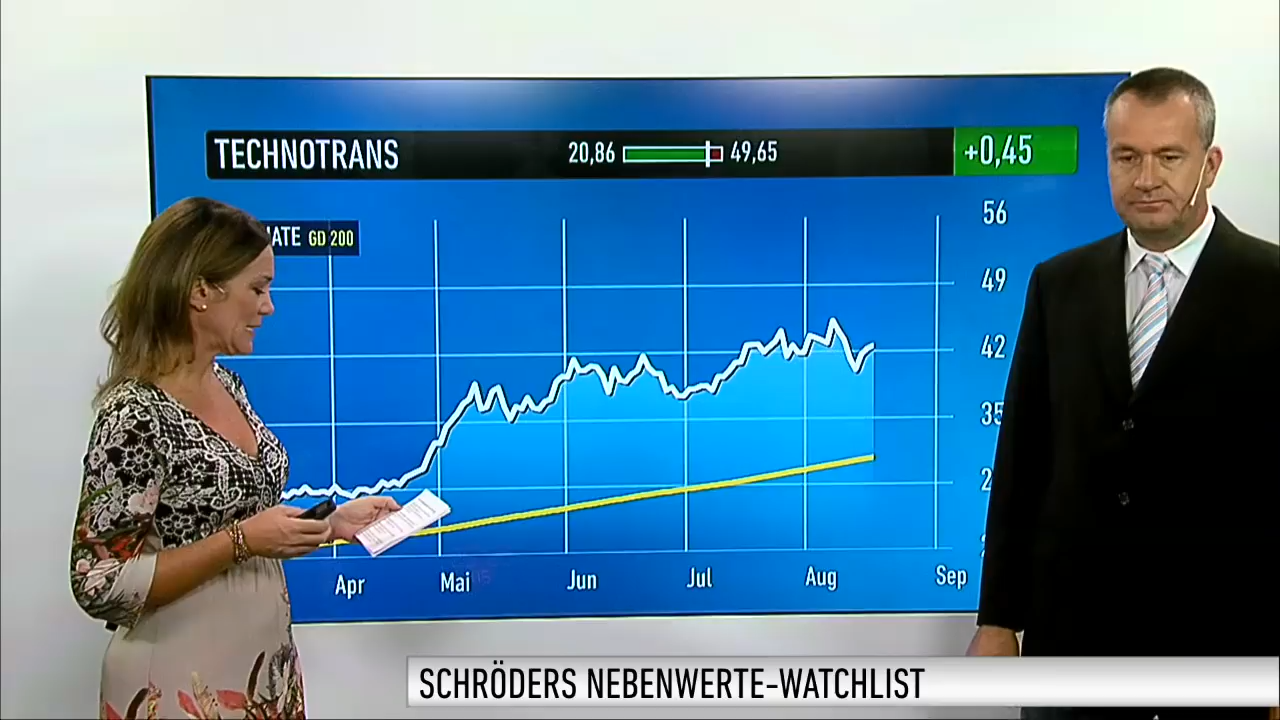 TECHNOTRANS 20,86 49,65 +0,45
GD 200
56
49
42
35
Apr Mai Jun Jul Aug Sep
SCHRÖDERS NEBENWERTE-WATCHLIST